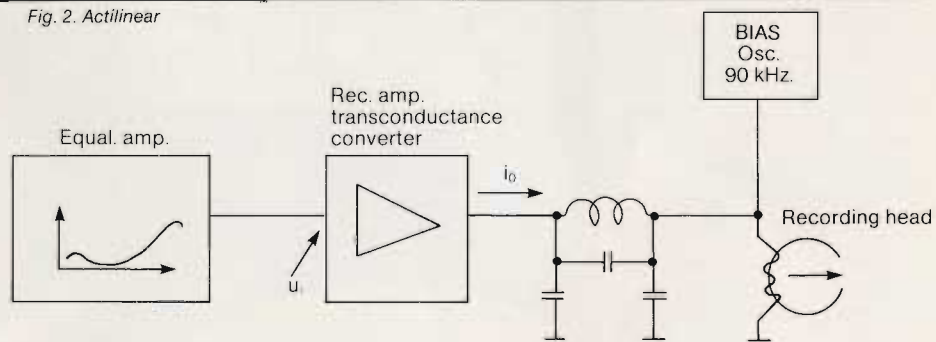 Fig. 2. Actilinear
BIAS
Osc.
90 kHz.
Rec. amp.
transconductance
converter
Equal. amp.
i₀
u
Recording head